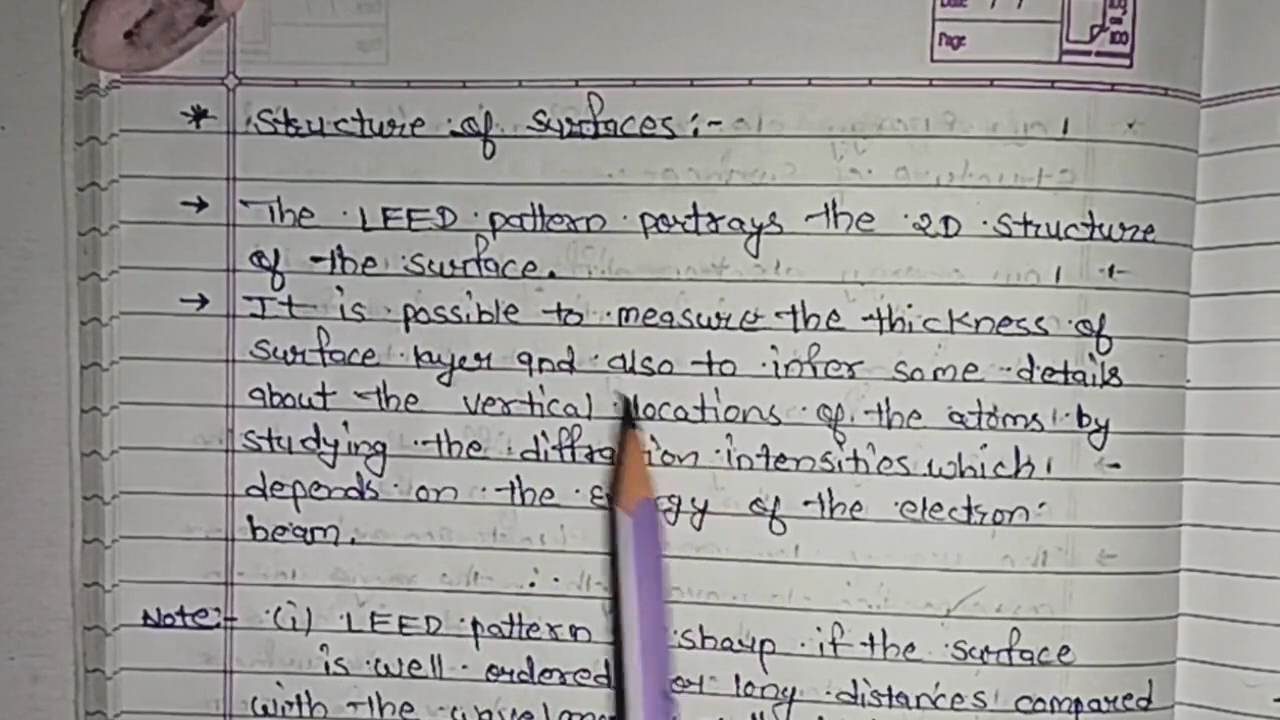 Page
100
* Structure of surfaces:-
→ The LEED pattern portrays the 2D structure
of the surface.
→ It is possible to measure the thickness of
surface layer and also to infer some details
about the vertical locations of the atoms by
studying the diffraction intensities which
depends on the energy of the electron
beam.
Note:- (i) LEED pattern sharp if the surface
is well ordered for long distances compared
with the